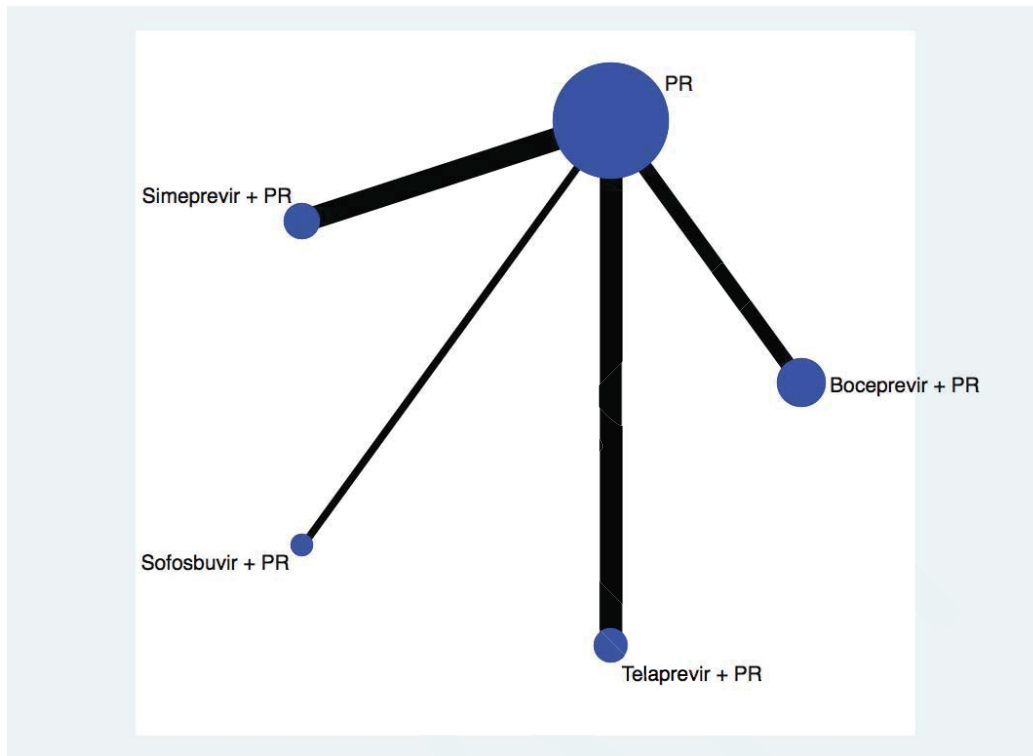 PR
Simeprevir + PR
Boceprevir + PR
Sofosbuvir + PR
Telaprevir + PR